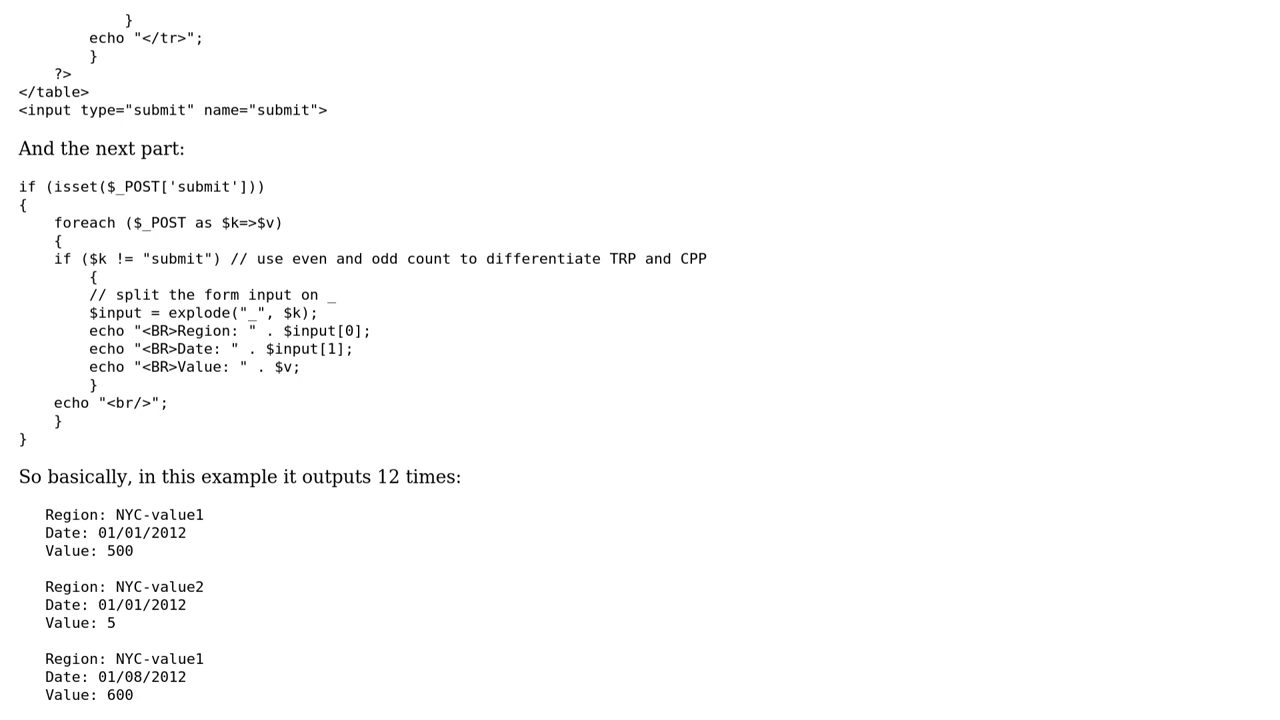 }
        echo "</tr>";
        }
    ?>
</table>
<input type="submit" name="submit">
And the next part:
if (isset($_POST['submit']))
{
    foreach ($_POST as $k=>$v)
    {
    if ($k != "submit") // use even and odd count to differentiate TRP and CPP
        {
        // split the form input on _
        $input = explode("_", $k);
        echo "<BR>Region: " . $input[0];
        echo "<BR>Date: " . $input[1];
        echo "<BR>Value: " . $v;
        }
    echo "<br/>";
    }
}
So basically, in this example it outputs 12 times:
   Region: NYC-value1
   Date: 01/01/2012
   Value: 500

   Region: NYC-value2
   Date: 01/01/2012
   Value: 5

   Region: NYC-value1
   Date: 01/08/2012
   Value: 600